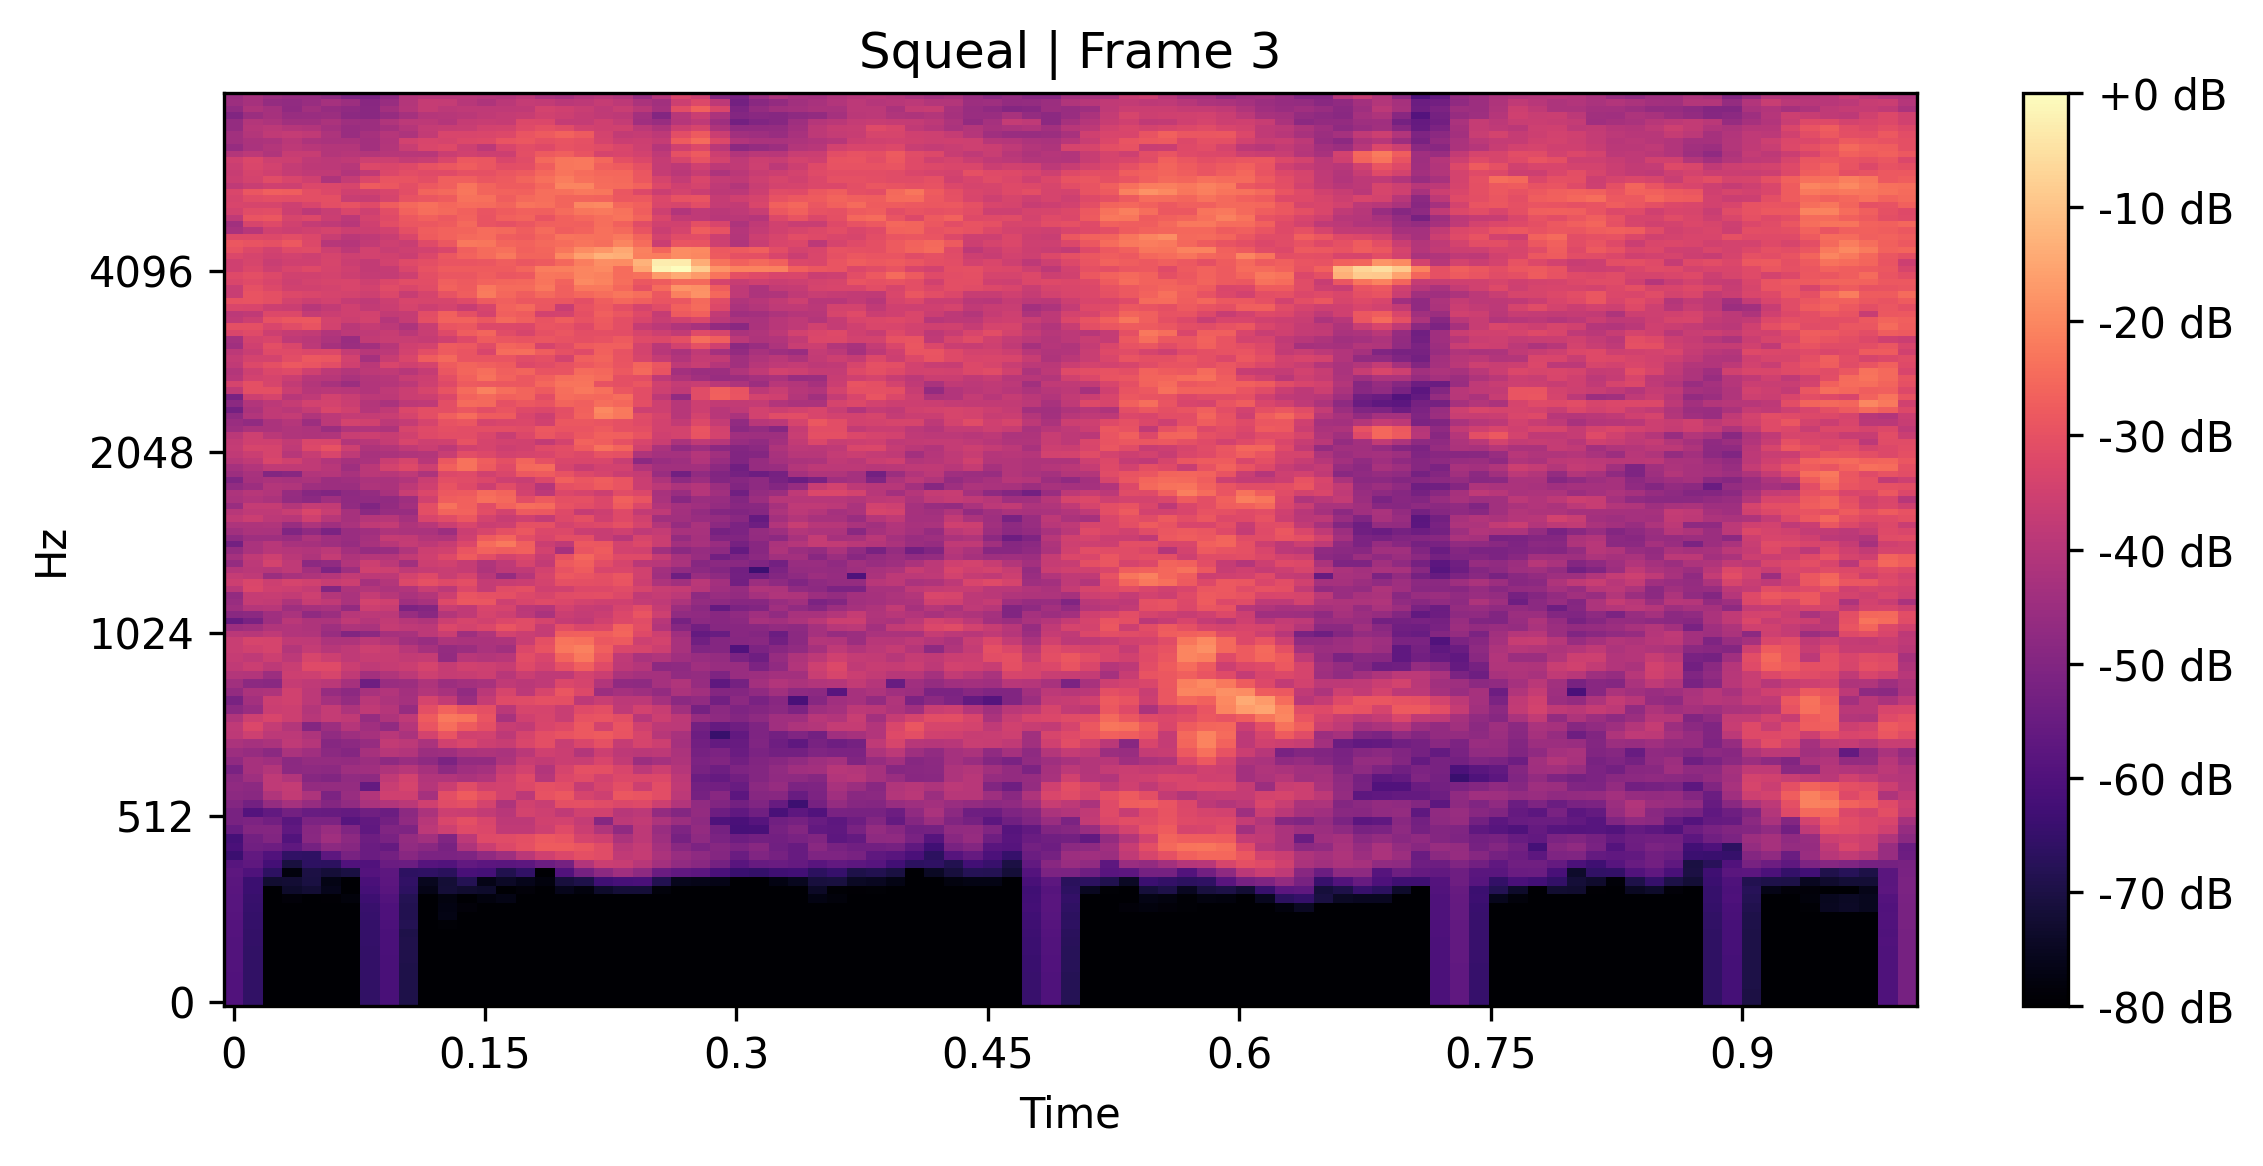 Squeal | Frame 3
Hz
4096
2048
1024
512
0
0 0.15 0.3 0.45 0.6 0.75 0.9
Time
+0 dB
-10 dB
-20 dB
-30 dB
-40 dB
-50 dB
-60 dB
-70 dB
-80 dB